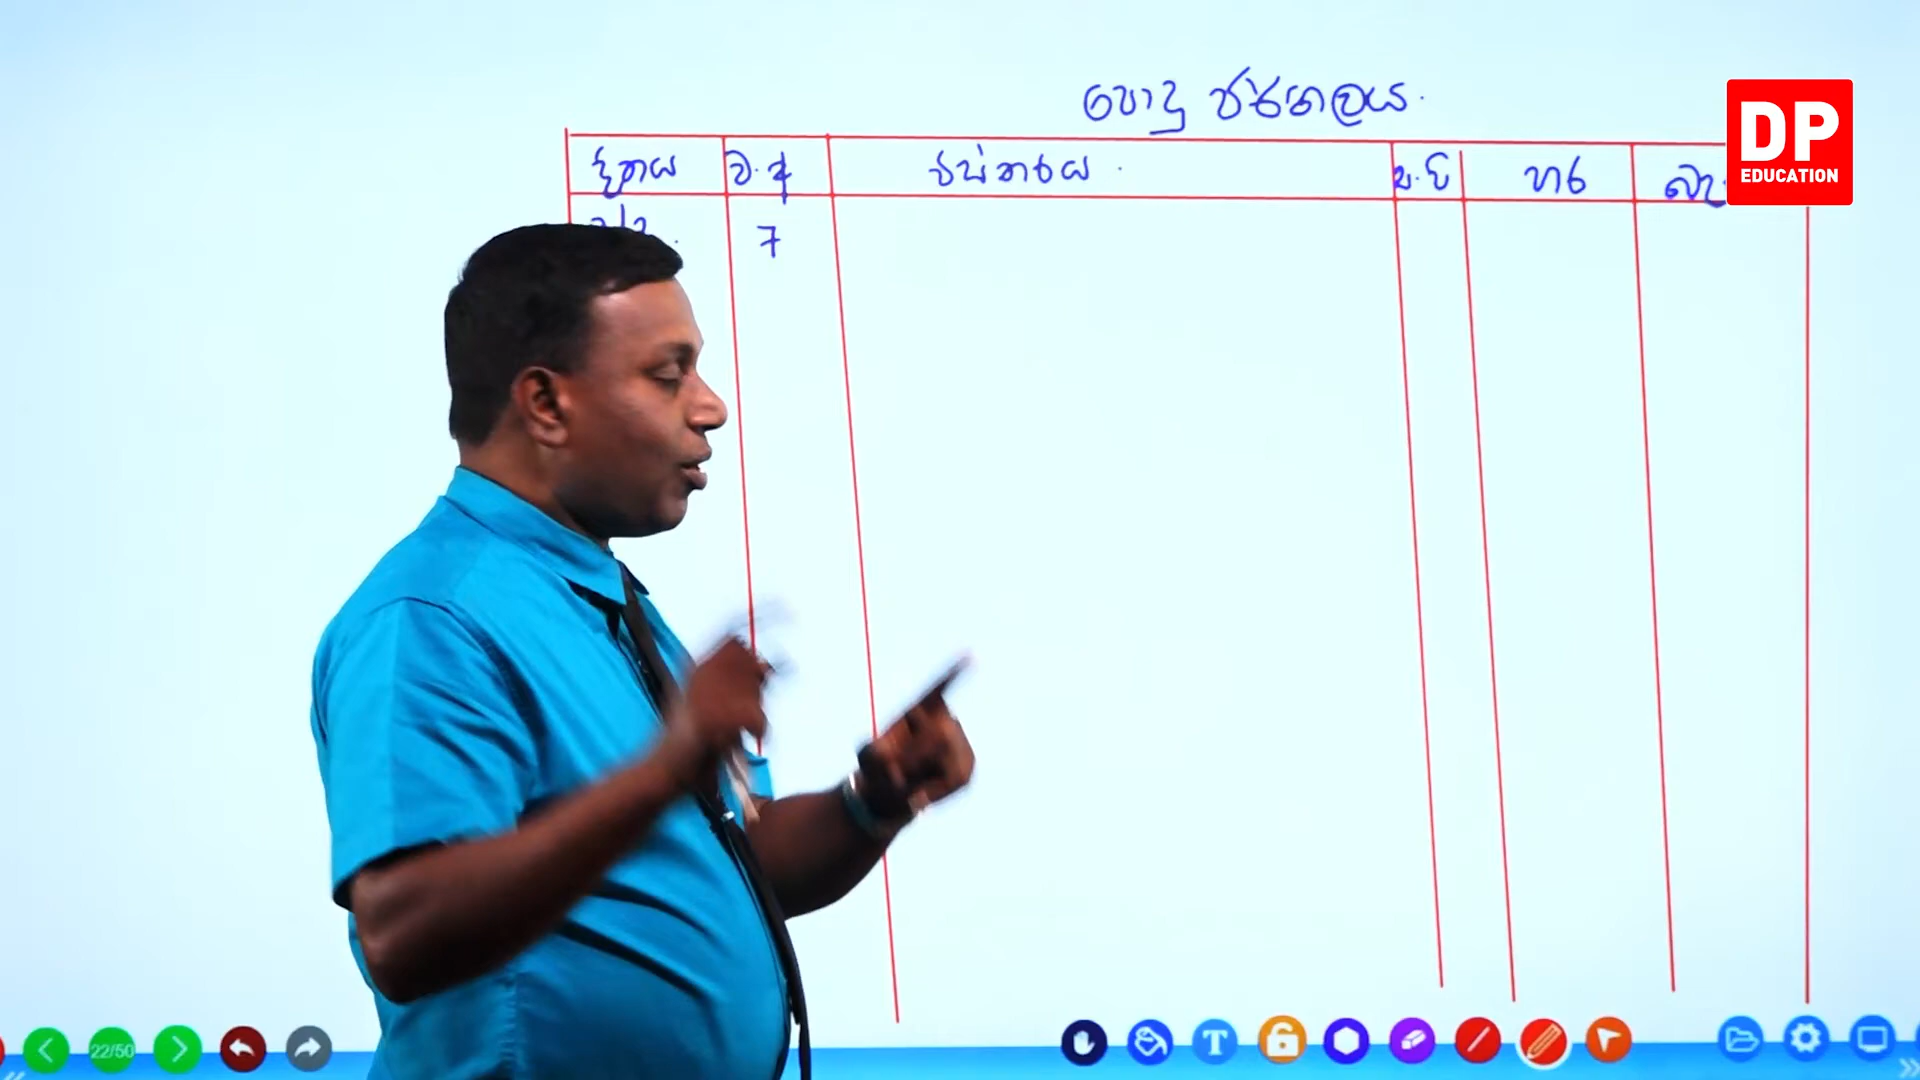 පොදු ජර්නලය.
DP
EDUCATION
දිනය ව.අ විස්තරය . ප.පි හර බැ.
7
22/50
T